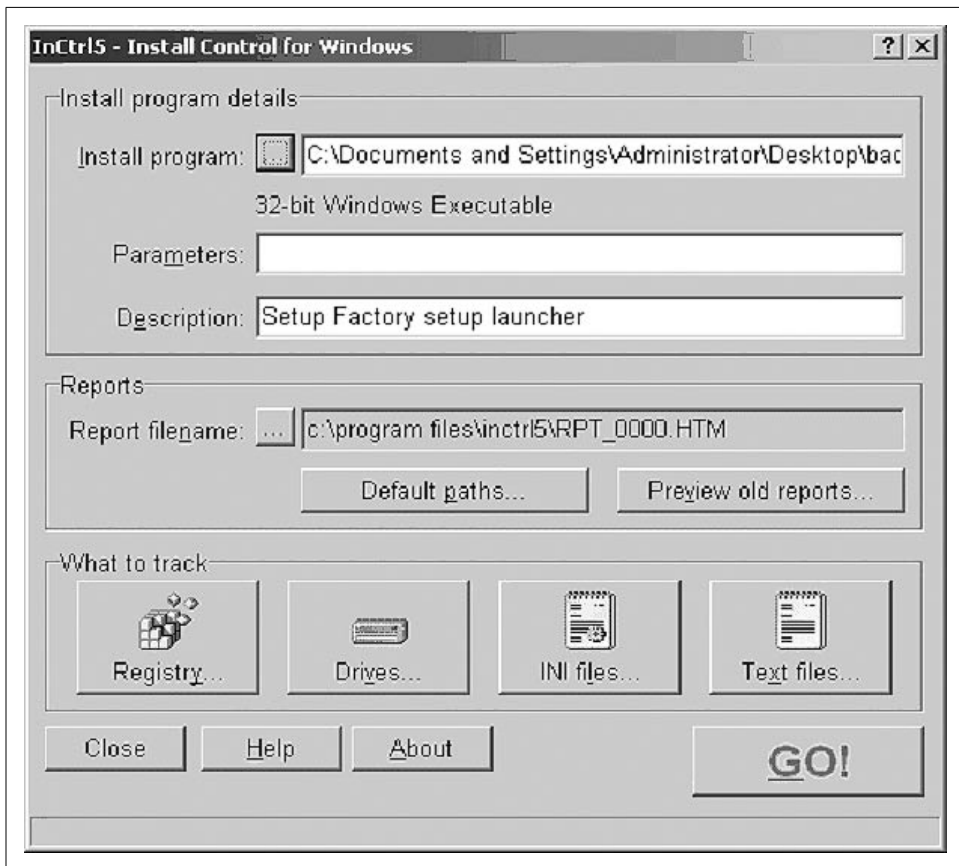 InCtrl5 - Install Control for Windows
Install program details
Install program: ... C:\Documents and Settings\Administrator\Desktop\bac
32-bit Windows Executable
Parameters:
Description: Setup Factory setup launcher
Reports
Report filename: ... c:\program files\inctrl5\RPT_0000.HTM
Default paths... Preview old reports...
What to track
Registry... Drives... INI files... Text files...
Close Help About GO!